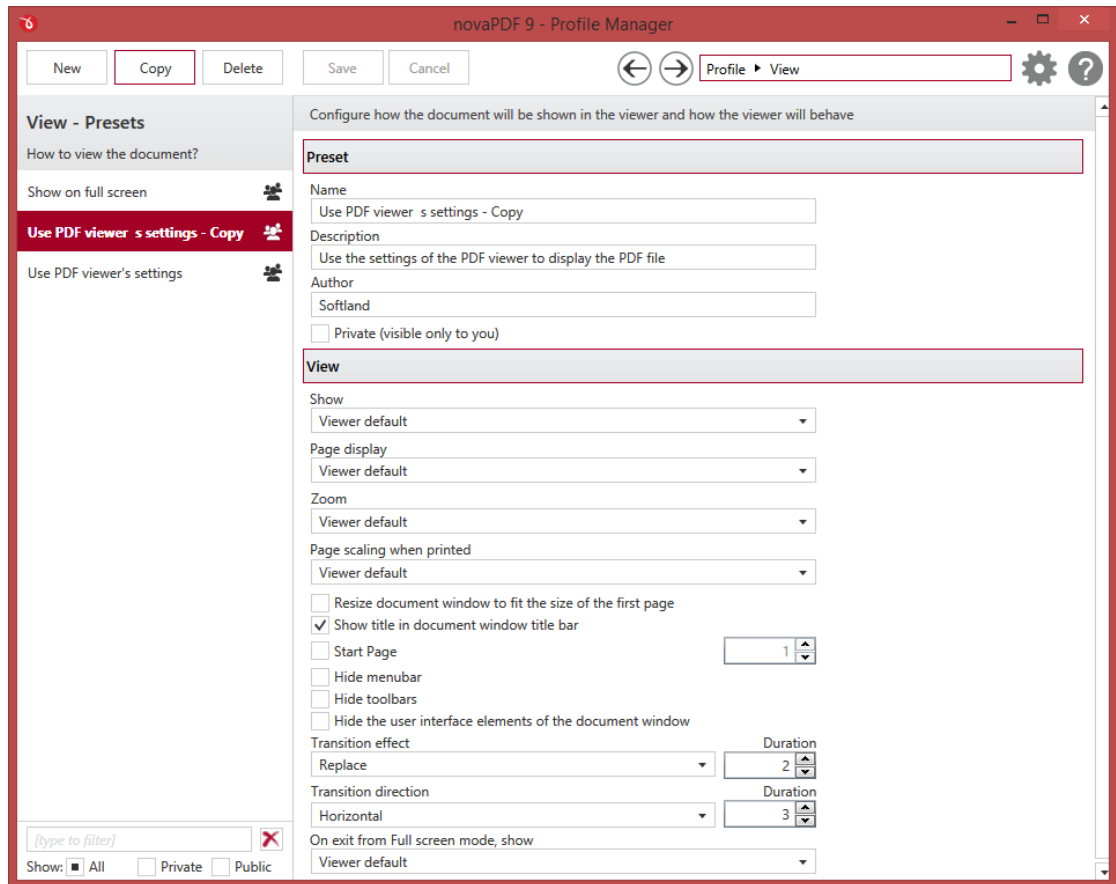 novaPDF 9 - Profile Manager
New Copy Delete Save Cancel Profile View
View - Presets
How to view the document?
Show on full screen
Use PDF viewer s settings - Copy
Use PDF viewer's settings
[type to filter]
Show: All Private Public
Configure how the document will be shown in the viewer and how the viewer will behave
Preset
Name
Use PDF viewer s settings - Copy
Description
Use the settings of the PDF viewer to display the PDF file
Author
Softland
Private (visible only to you)
View
Show
Viewer default
Page display
Viewer default
Zoom
Viewer default
Page scaling when printed
Viewer default
Resize document window to fit the size of the first page
Show title in document window title bar
Start Page 1
Hide menubar
Hide toolbars
Hide the user interface elements of the document window
Transition effect Duration
Replace 2
Transition direction Duration
Horizontal 3
On exit from Full screen mode, show
Viewer default